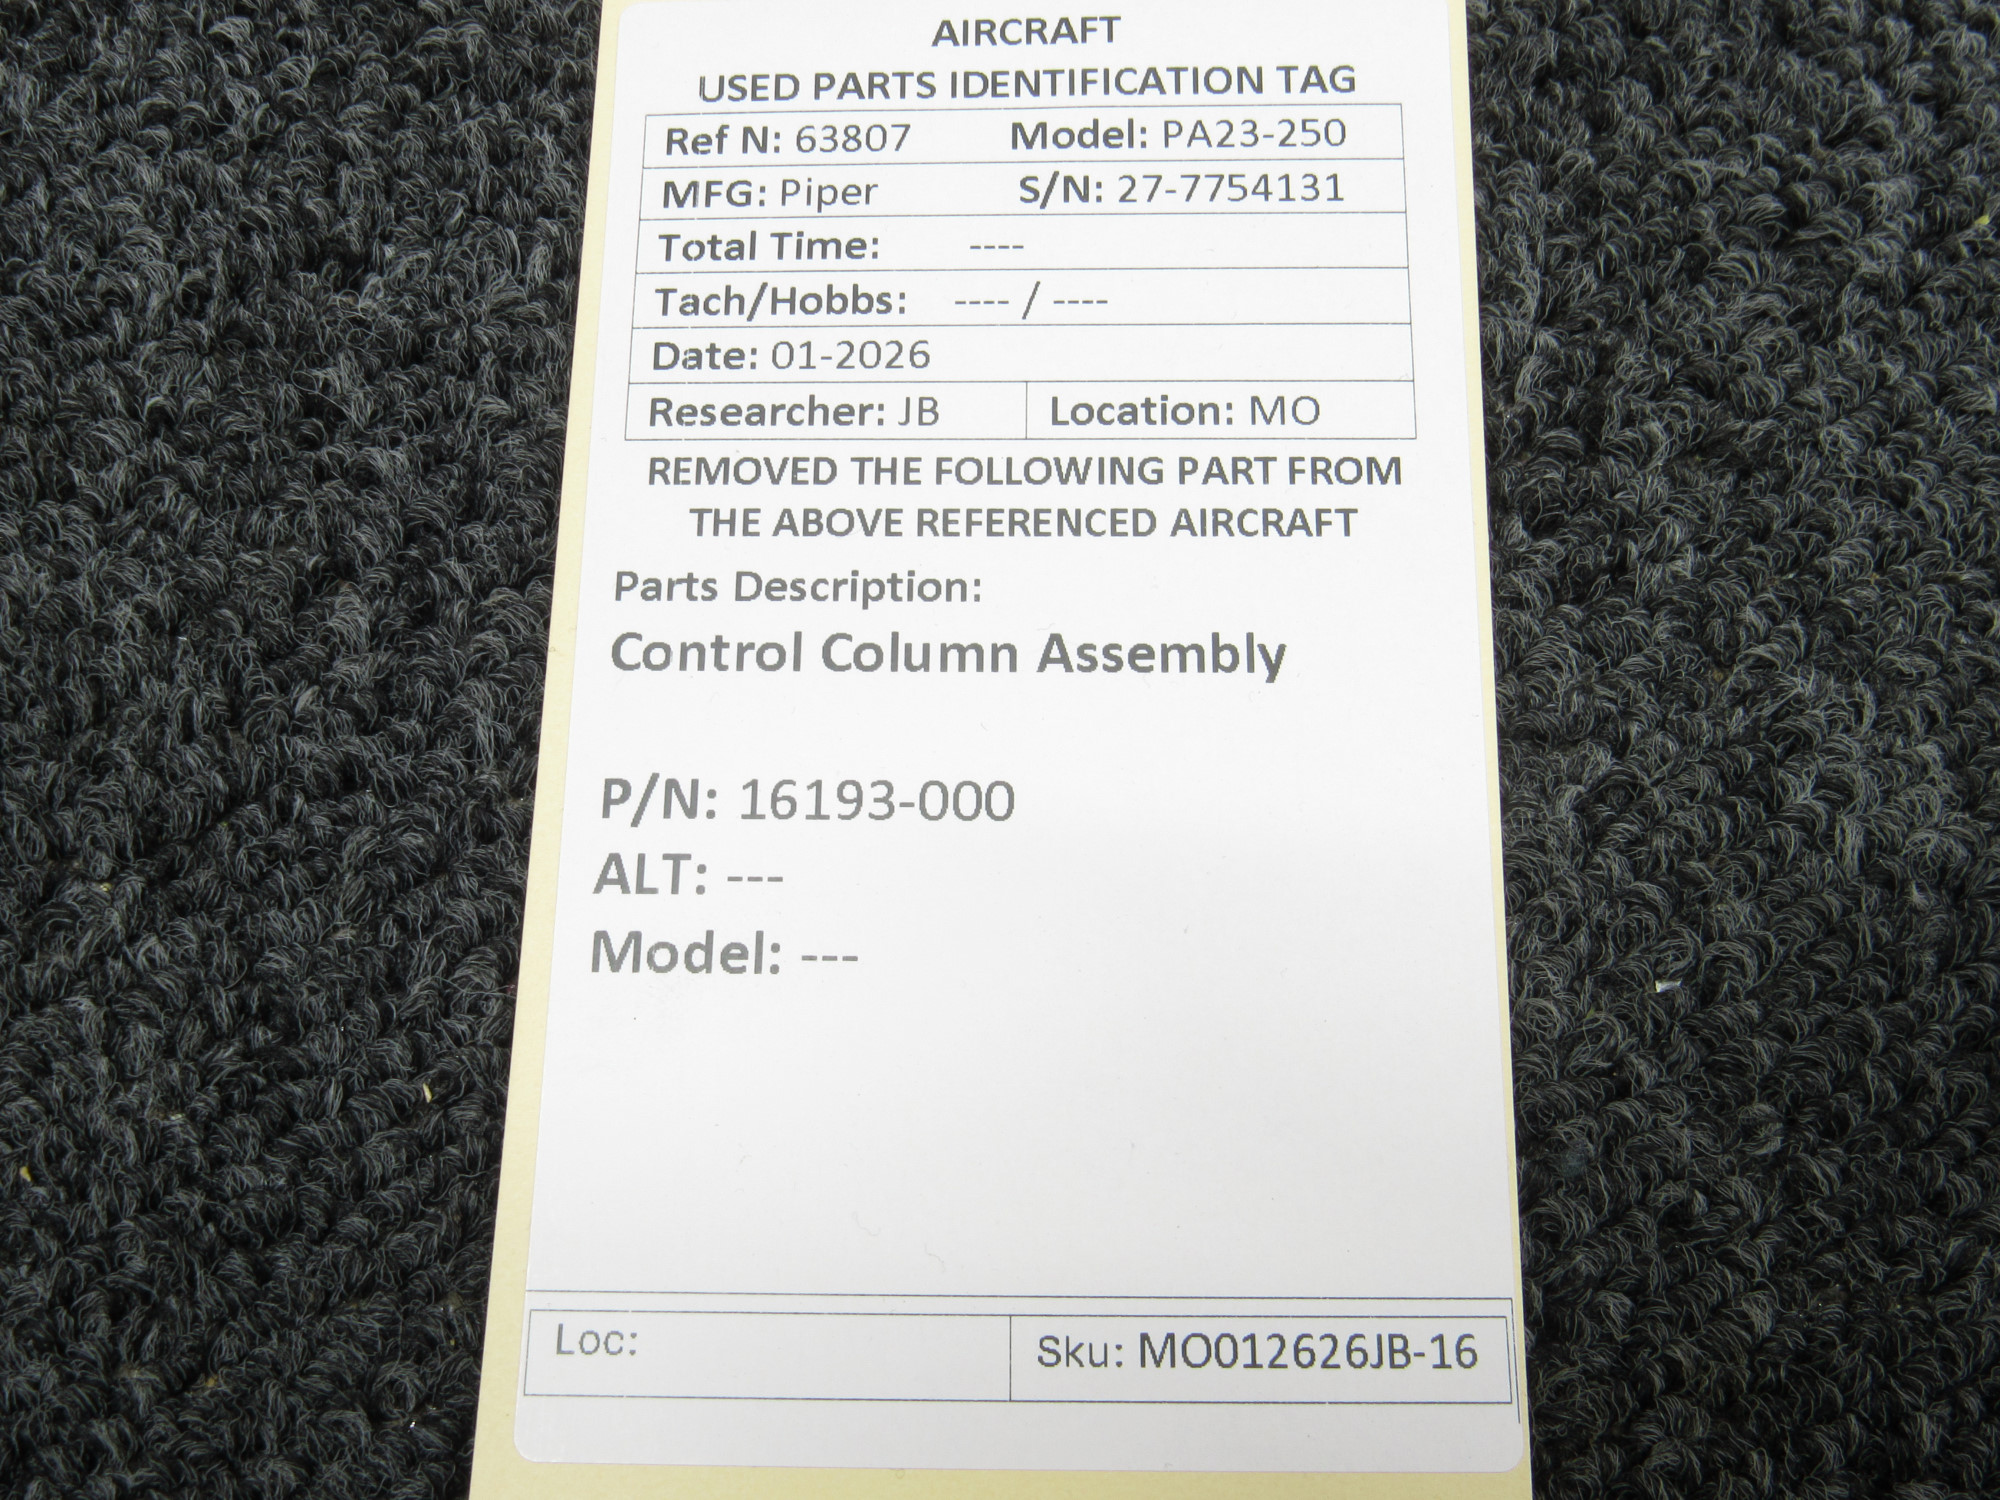 AIRCRAFT
USED PARTS IDENTIFICATION TAG
Ref N: 63807 Model: PA23-250
MFG: Piper S/N: 27-7754131
Total Time: ----
Tach/Hobbs: ---- / ----
Date: 01-2026
Researcher: JB Location: MO
REMOVED THE FOLLOWING PART FROM
THE ABOVE REFERENCED AIRCRAFT
Parts Description:
Control Column Assembly
P/N: 16193-000
ALT: ---
Model: ---
Loc: Sku: MO012626JB-16